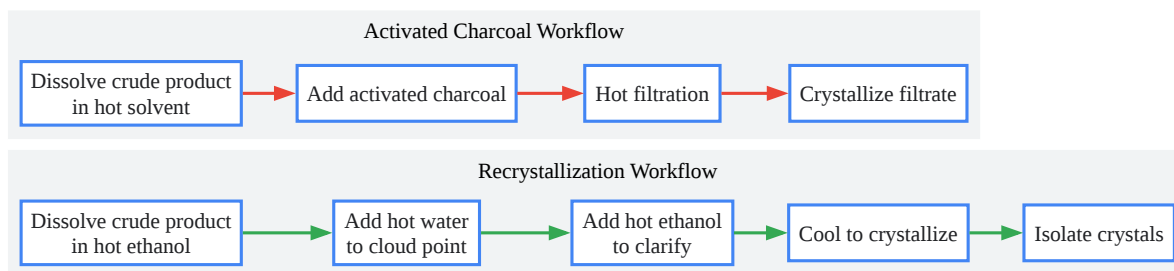 Activated Charcoal Workflow
Dissolve crude product
in hot solvent
Add activated charcoal
Hot filtration
Crystallize filtrate
Recrystallization Workflow
Dissolve crude product
in hot ethanol
Add hot water
to cloud point
Add hot ethanol
to clarify
Cool to crystallize
Isolate crystals